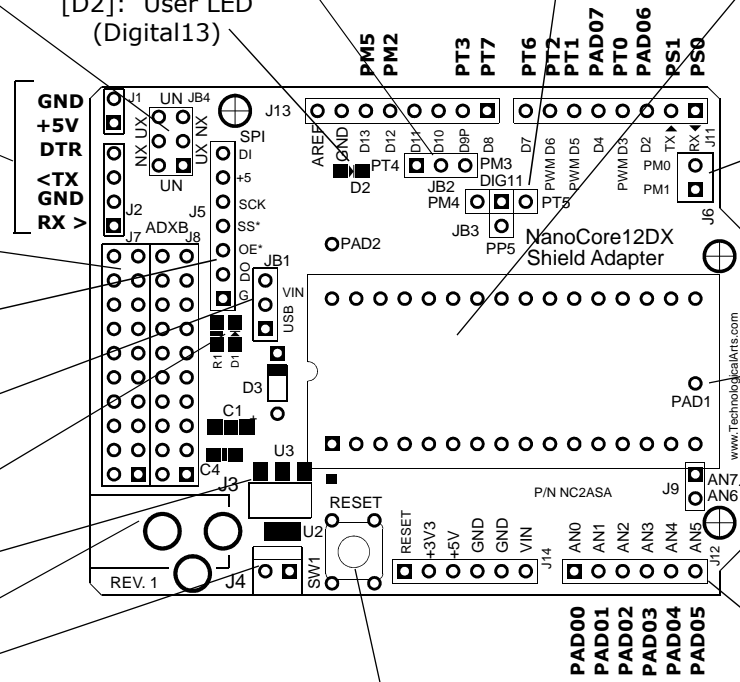 [D2]: User LED
(Digital13)
PM5
PM2
PT3
PT7
PT6
PT2
PT1
PAD07
PT0
PAD06
PS1
PS0
GND
+5V
DTR
<TX
GND
RX >
J1
UN JB4
NX UX
UX NX
UN
J2
J13
AREF
GND
D13
D12
D11
D10
D9P
D8
D7
PWM D6
PWM D5
D4
PWM D3
D2
TX
RX
J11
SPI
DI
+5
SCK
SS*
OE*
DO
G
J5
PT4
D2
JB2
PM3
DIG11
PM4
PT5
JB3
PP5
PM0
PM1
J6
J7
ADXB
J8
PAD2
NanoCore12DX
Shield Adapter
JB1
VIN
USB
R1
D1
D3
C1
+
C4
U3
J3
U2
PAD1
www.TechnologicalArts.com
P/N NC2ASA
J9
AN7
AN6
RESET
SW1
J4
REV. 1
RESET
+3V3
+5V
GND
GND
VIN
J14
AN0
AN1
AN2
AN3
AN4
AN5
J12
PAD00
PAD01
PAD02
PAD03
PAD04
PAD05